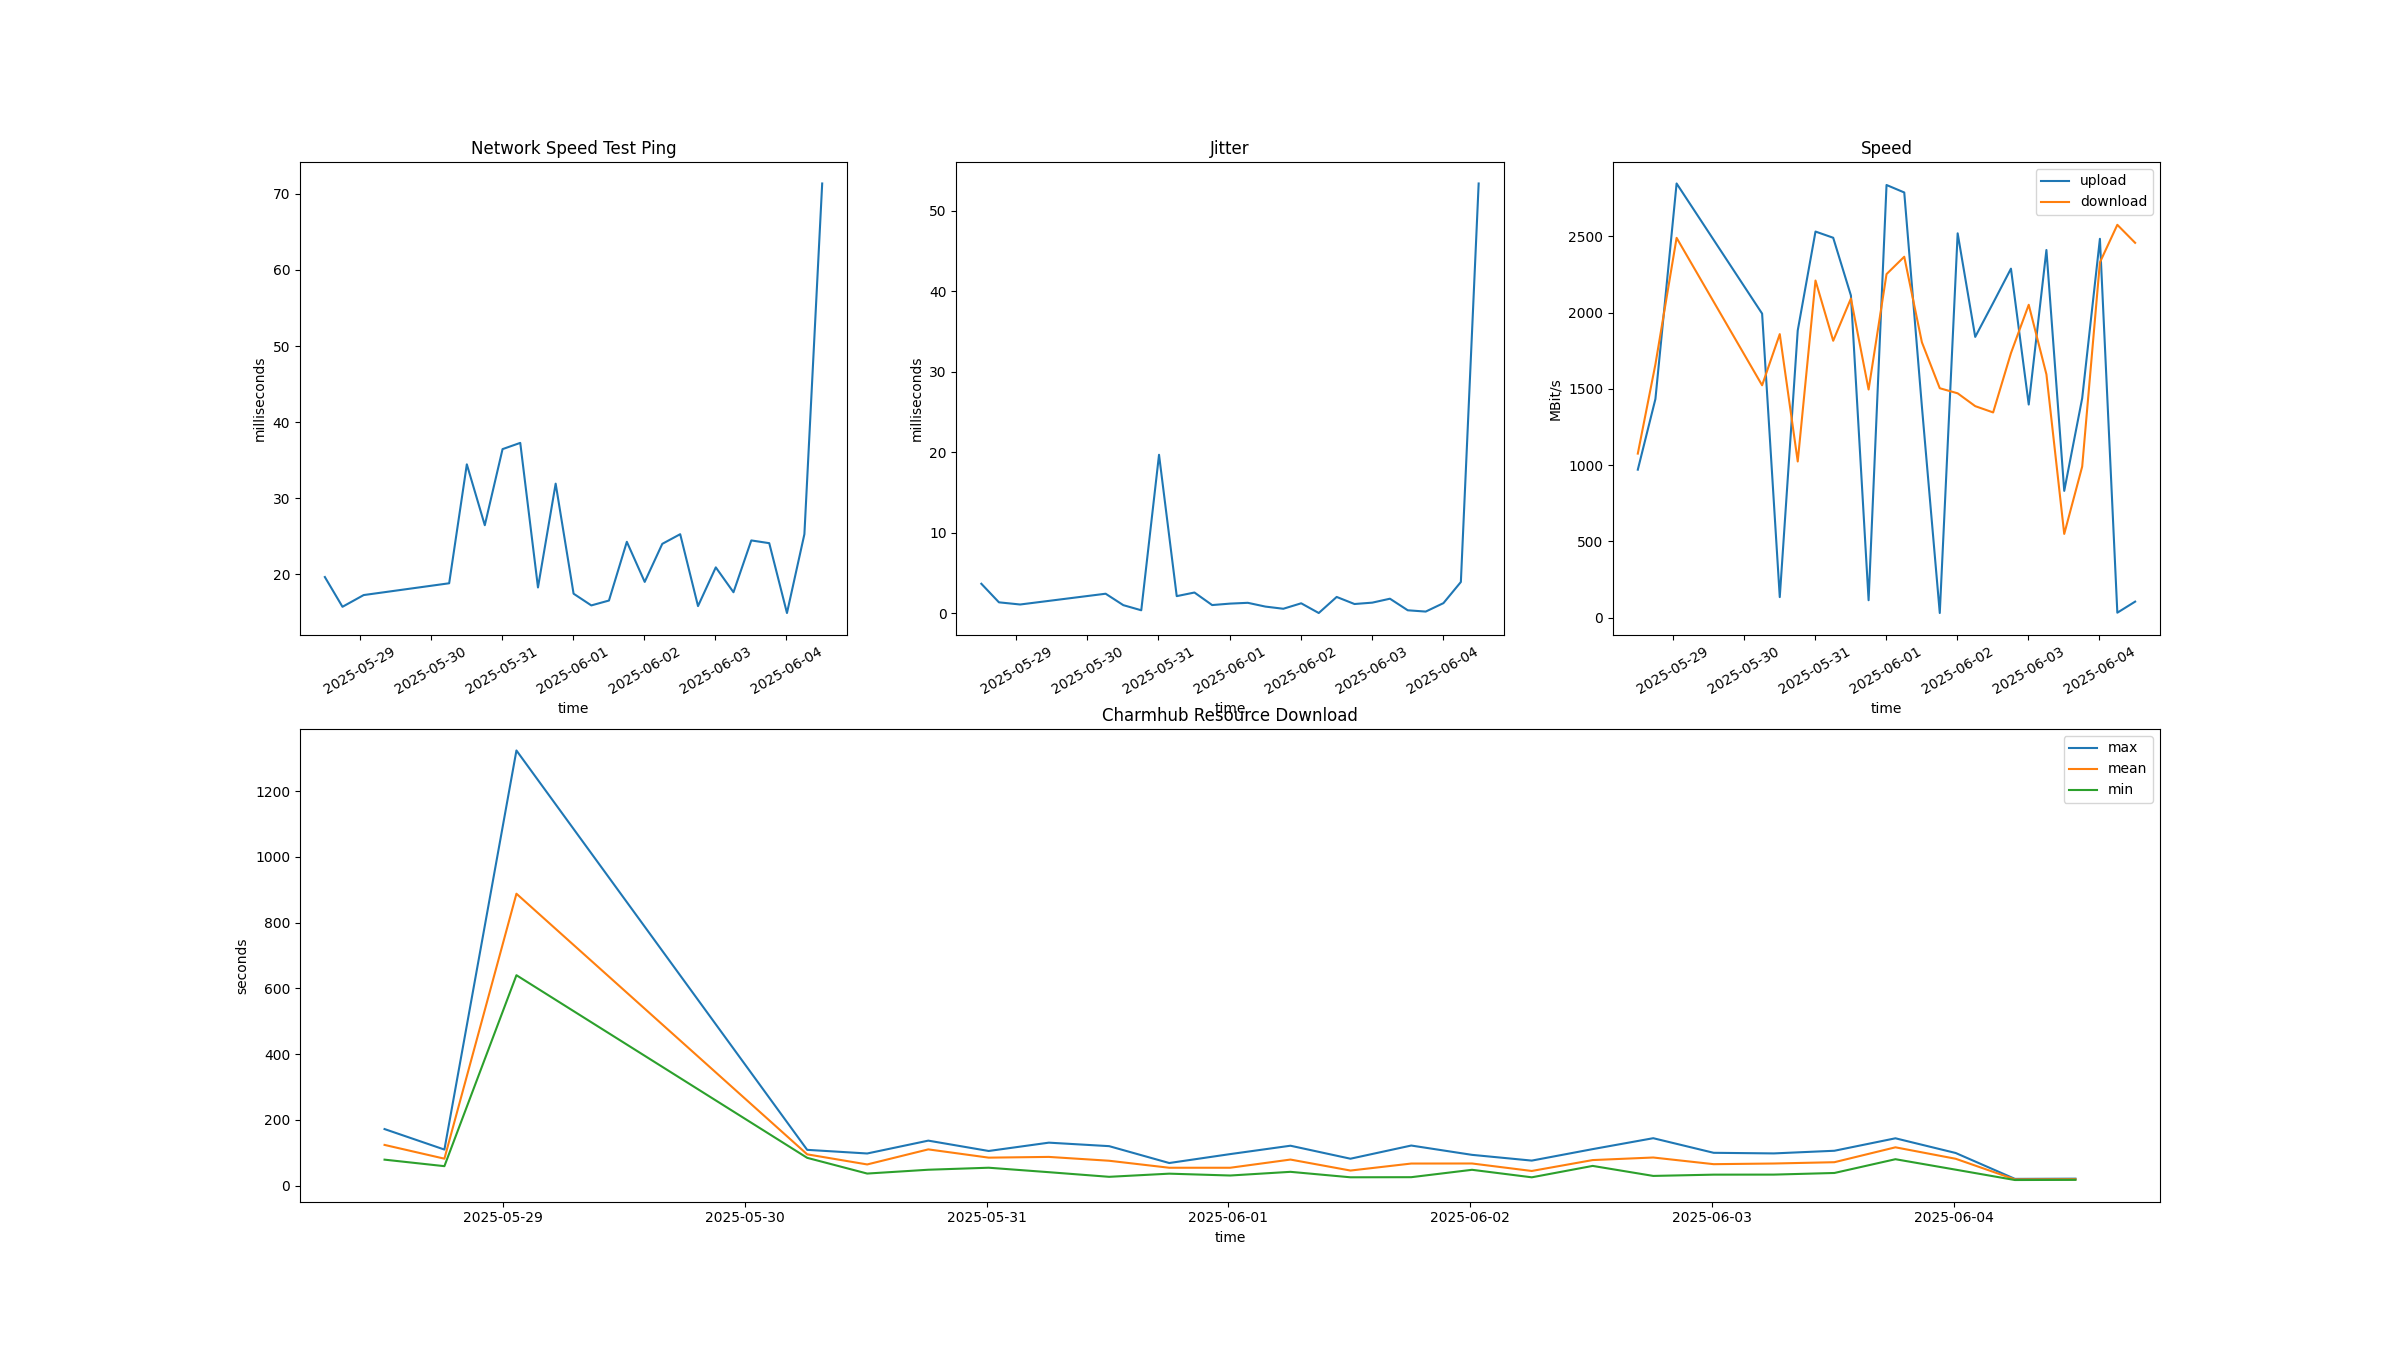 Network Speed Test Ping
milliseconds
70
60
50
40
30
20
2025-05-29 2025-05-30 2025-05-31 2025-06-01 2025-06-02 2025-06-03 2025-06-04
time
Jitter
milliseconds
50
40
30
20
10
0
2025-05-29 2025-05-30 2025-05-31 2025-06-01 2025-06-02 2025-06-03 2025-06-04
time
Speed
upload
download
MBit/s
2500
2000
1500
1000
500
0
2025-05-29 2025-05-30 2025-05-31 2025-06-01 2025-06-02 2025-06-03 2025-06-04
time
Charmhub Resource Download
max
mean
min
seconds
1200
1000
800
600
400
200
0
2025-05-29 2025-05-30 2025-05-31 2025-06-01 2025-06-02 2025-06-03 2025-06-04
time